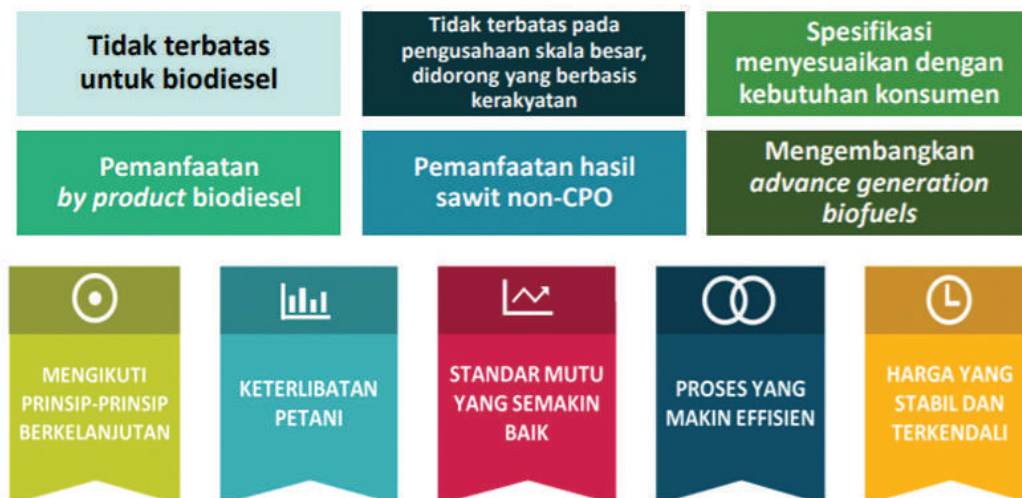 Tidak terbatas
untuk biodiesel
Tidak terbatas pada
pengusahaan skala besar,
didorong yang berbasis
kerakyatan
Spesifikasi
menyesuaikan dengan
kebutuhan konsumen
Pemanfaatan
by product biodiesel
Pemanfaatan hasil
sawit non-CPO
Mengembangkan
advance generation
biofuels
MENGIKUTI
PRINSIP-PRINSIP
BERKELANJUTAN
KETERLIBATAN
PETANI
STANDAR MUTU
YANG SEMAKIN
BAIK
PROSES YANG
MAKIN EFFISIEN
HARGA YANG
STABIL DAN
TERKENDALI